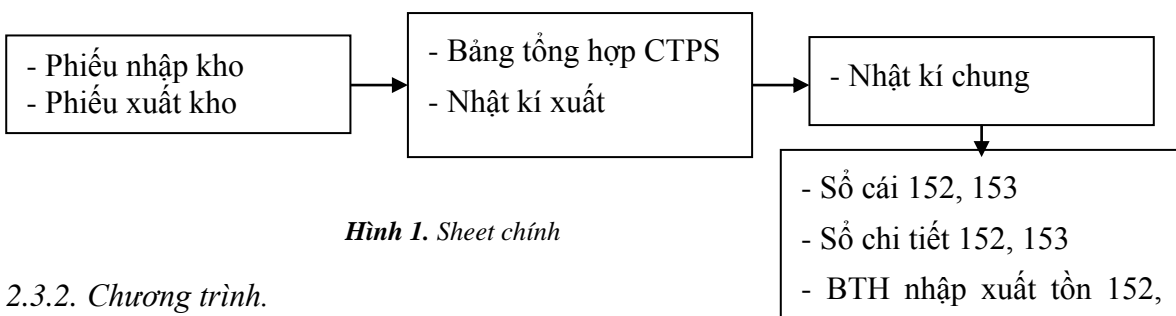 - Phiếu nhập kho
- Phiếu xuất kho
- Bảng tổng hợp CTPS
- Nhật kí xuất
- Nhật kí chung
- Sổ cái 152, 153
- Sổ chi tiết 152, 153
- BTH nhập xuất tồn 152,
Hình 1. Sheet chính
2.3.2. Chương trình.